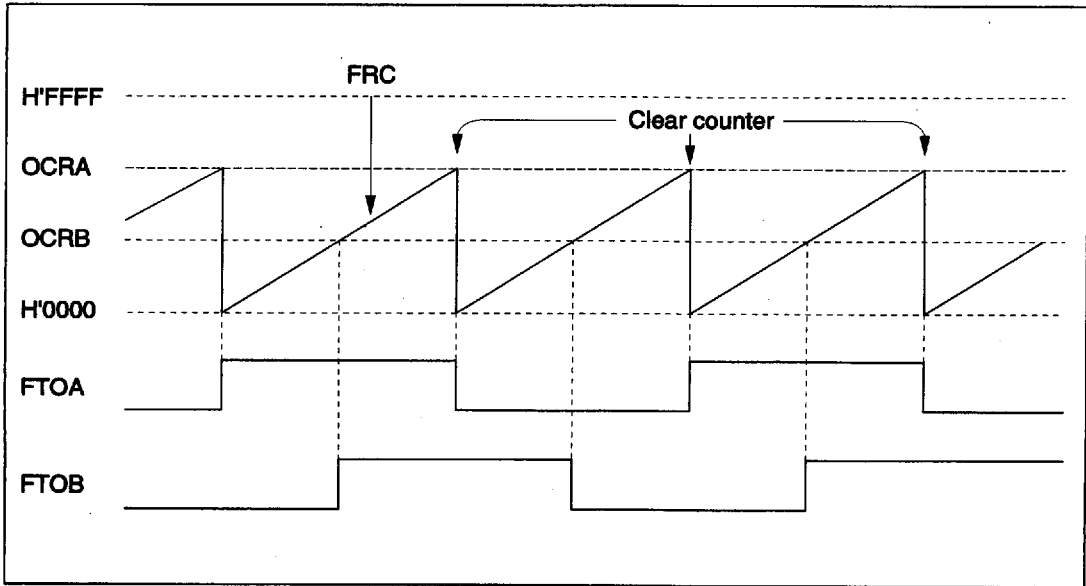 FRC
H'FFFF
Clear counter
OCRA
OCRB
H'0000
FTOA
FTOB